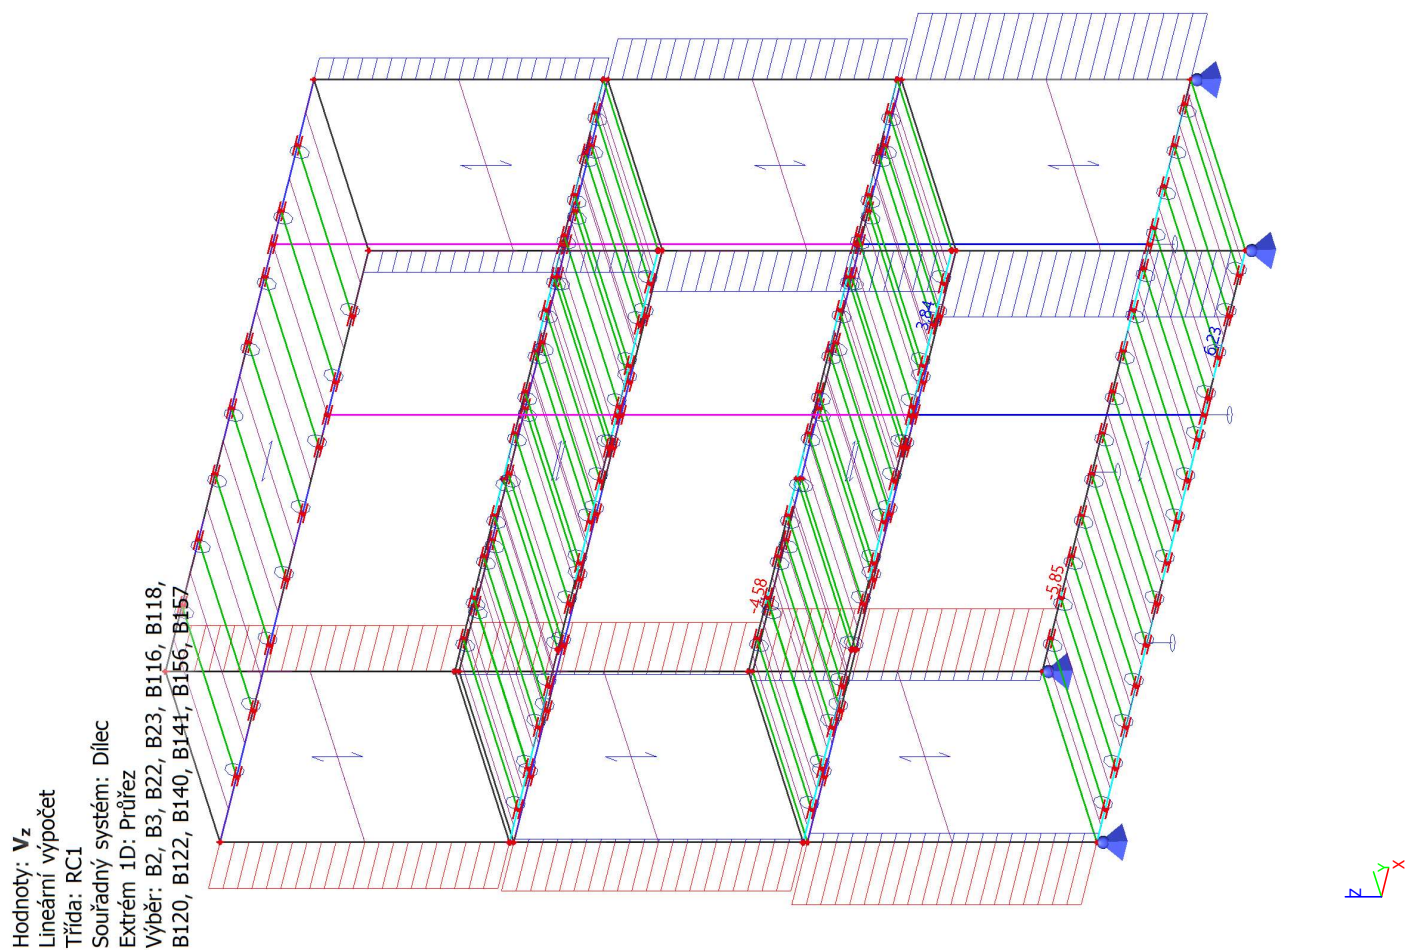 Hodnoty: Vz
Lineární výpočet
Třída: RC1
Souřadný systém: Dílec
Extrém 1D: Průřez
Výběr: B2, B3, B22, B23, B116, B118,
B120, B122, B140, B141, B156, B157
-4,58
-5,85
3,84
6,23
Z
Y
X